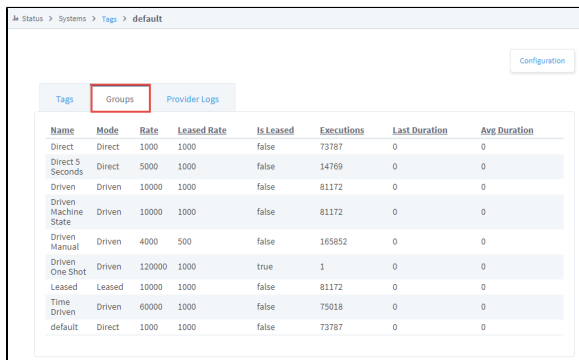 Status > Systems > Tags > default
Configuration
Tags Groups Provider Logs
Name Mode Rate Leased Rate Is Leased Executions Last Duration Avg Duration
Direct Direct 1000 1000 false 73787 0 0
Direct 5
Seconds Direct 5000 1000 false 14769 0 0
Driven Driven 10000 1000 false 81172 0 0
Driven
Machine
State Driven 10000 1000 false 81172 0 0
Driven
Manual Driven 4000 500 false 165852 0 0
Driven
One Shot Driven 120000 1000 true 1 0 0
Leased Leased 10000 1000 false 81172 0 0
Time
Driven Driven 60000 1000 false 75018 0 0
default Direct 1000 1000 false 73787 0 0